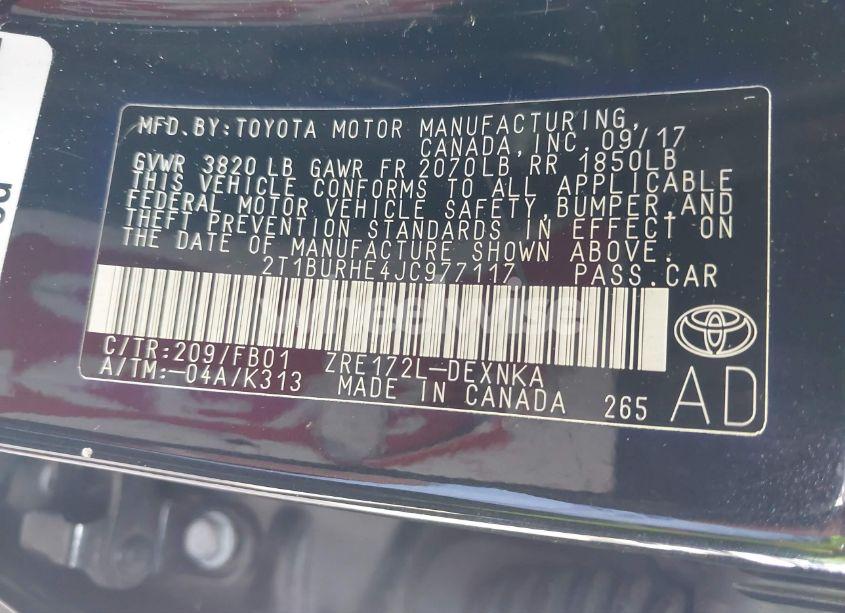 MFD. BY: TOYOTA MOTOR MANUFACTURING,
CANADA, INC. 09/17
GVWR 3820 LB GAWR FR 2070LB, RR 1850LB
THIS VEHICLE CONFORMS TO ALL APPLICABLE
FEDERAL MOTOR VEHICLE SAFETY, BUMPER, AND
THEFT PREVENTION STANDARDS IN EFFECT ON
THE DATE OF MANUFACTURE SHOWN ABOVE.
2T1BURHE4JC977117 PASS. CAR
wheelwise
C/TR: 209/FB01 ZRE172L-DEXNKA
A/TM: -04A/K313 MADE IN CANADA 265 AD